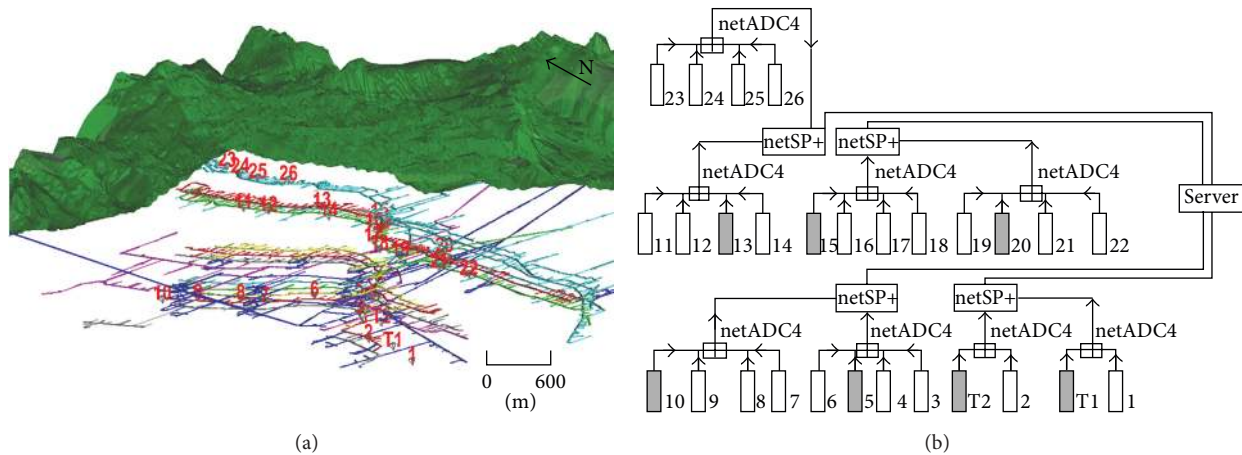 N
23 24 25 26
11 12 13
22
10 9 8 7 6
T2
2 T1
1
0 600
(m)
(a)
netADC4
23 24 25 26
netSP+ netSP+
netADC4 netADC4 netADC4
Server
11 12 13 14 15 16 17 18 19 20 21 22
netSP+ netSP+
netADC4 netADC4 netADC4 netADC4
10 9 8 7 6 5 4 3 T2 2 T1 1
(b)